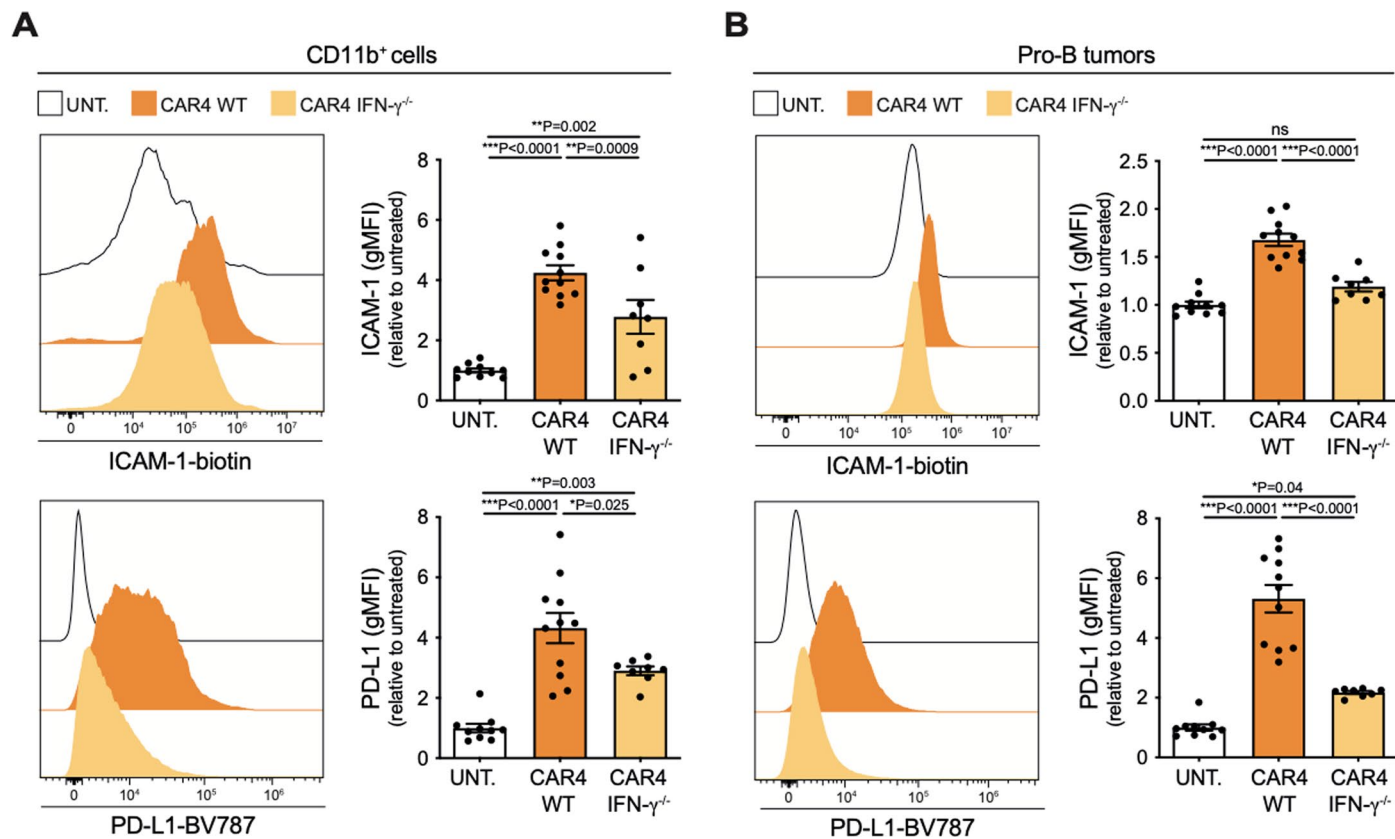 A
CD11b⁺ cells
UNT. CAR4 WT CAR4 IFN-γ⁻/⁻
0 10⁴ 10⁵ 10⁶ 10⁷
ICAM-1-biotin
**P=0.002
***P<0.0001 **P=0.0009
8
6
4
2
0
ICAM-1 (gMFI)
(relative to untreated)
UNT. CAR4 CAR4
WT IFN-γ⁻/⁻
0 10⁴ 10⁵ 10⁶
PD-L1-BV787
**P=0.003
***P<0.0001 *P=0.025
8
6
4
2
0
PD-L1 (gMFI)
(relative to untreated)
UNT. CAR4 CAR4
WT IFN-γ⁻/⁻
B
Pro-B tumors
UNT. CAR4 WT CAR4 IFN-γ⁻/⁻
0 10⁴ 10⁵ 10⁶ 10⁷
ICAM-1-biotin
ns
***P<0.0001 ***P<0.0001
2.5
2.0
1.5
1.0
0.5
0.0
ICAM-1 (gMFI)
(relative to untreated)
UNT. CAR4 CAR4
WT IFN-γ⁻/⁻
0 10⁴ 10⁵ 10⁶
PD-L1-BV787
*P=0.04
***P<0.0001 ***P<0.0001
8
6
4
2
0
PD-L1 (gMFI)
(relative to untreated)
UNT. CAR4 CAR4
WT IFN-γ⁻/⁻